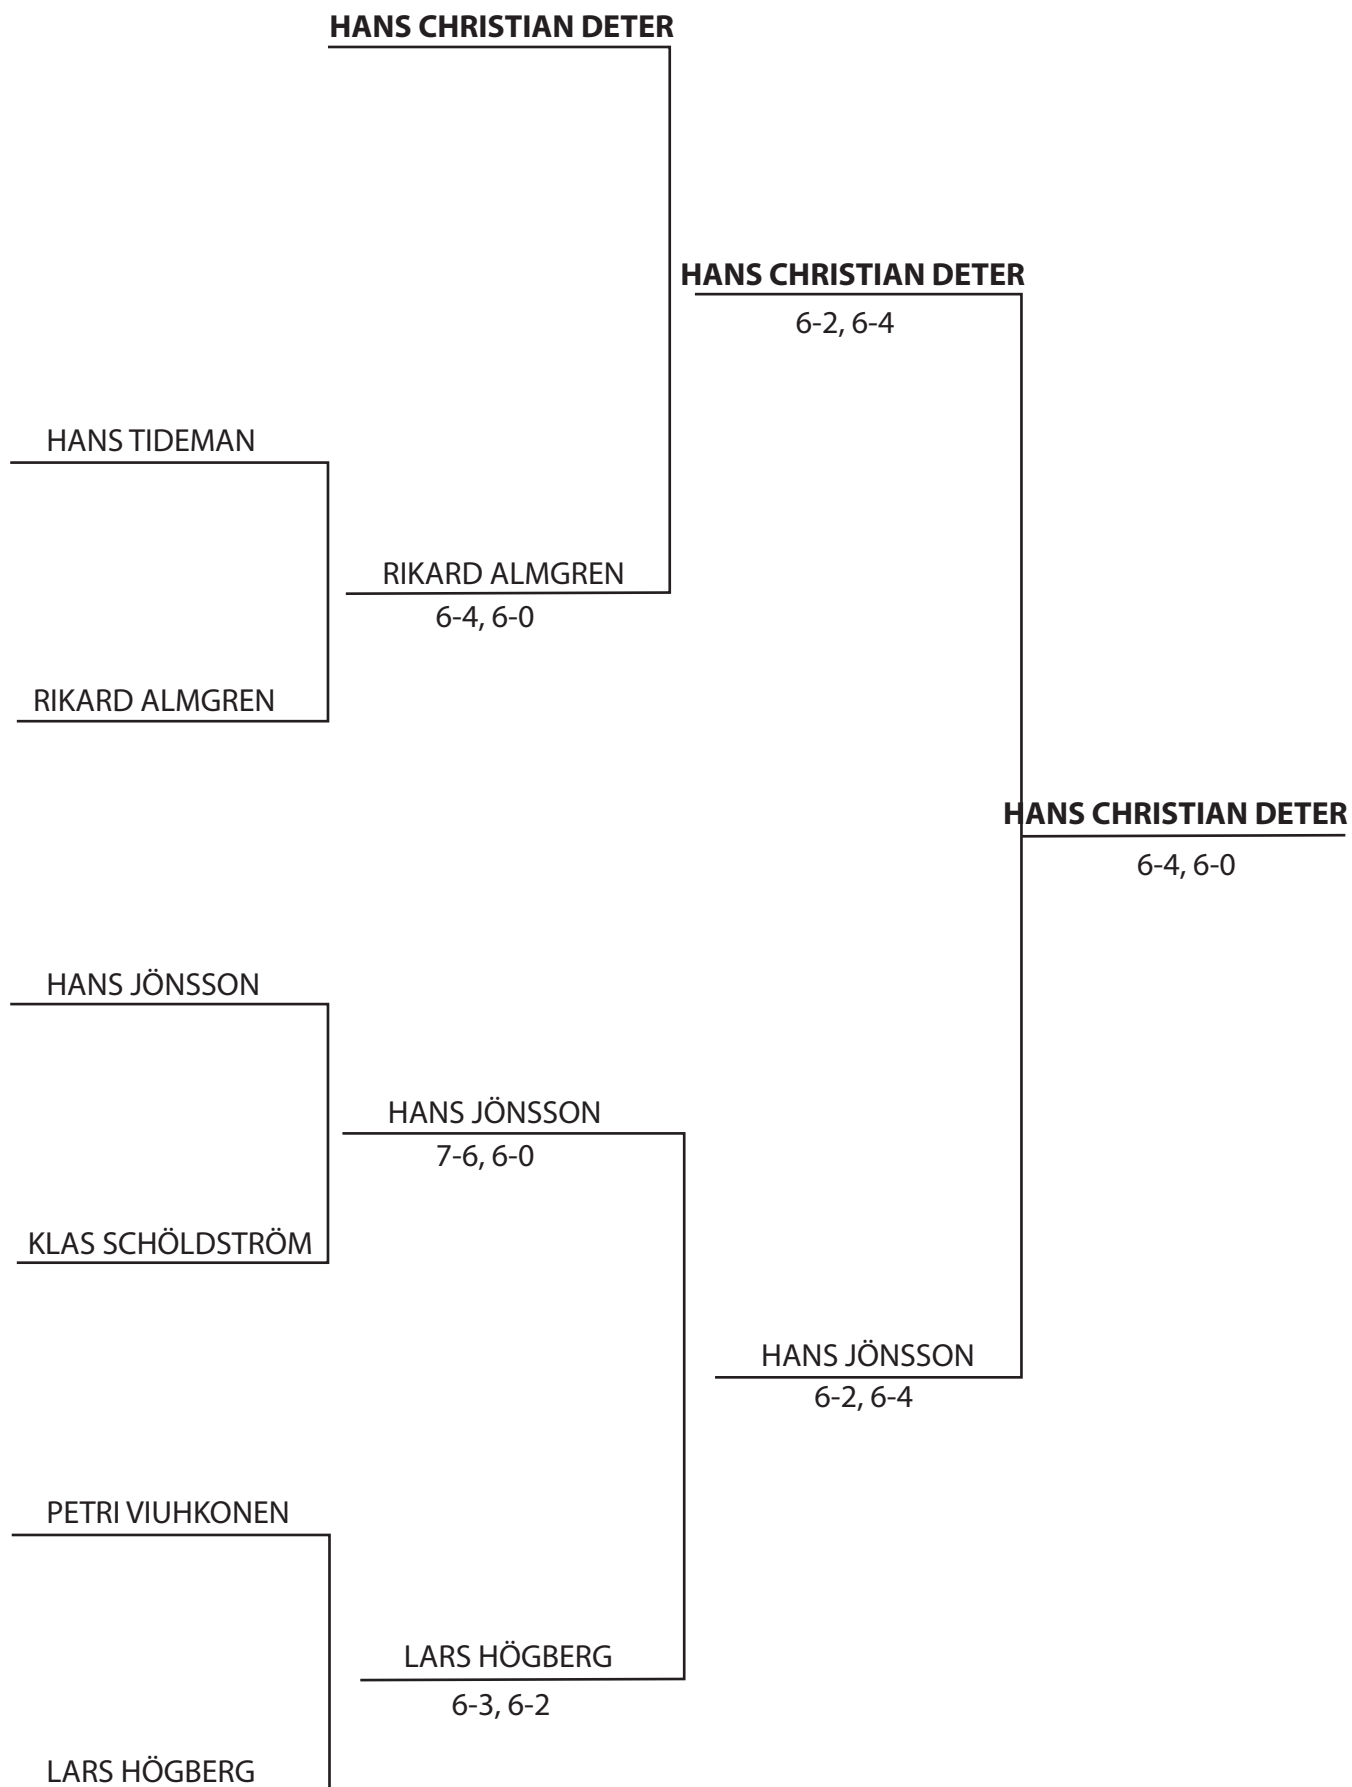 HANS CHRISTIAN DETER
HANS CHRISTIAN DETER
6-2, 6-4
HANS TIDEMAN
RIKARD ALMGREN
6-4, 6-0
RIKARD ALMGREN
HANS CHRISTIAN DETER
6-4, 6-0
HANS JÖNSSON
HANS JÖNSSON
7-6, 6-0
KLAS SCHÖLDSTRÖM
HANS JÖNSSON
6-2, 6-4
PETRI VIUHKONEN
LARS HÖGBERG
6-3, 6-2
LARS HÖGBERG